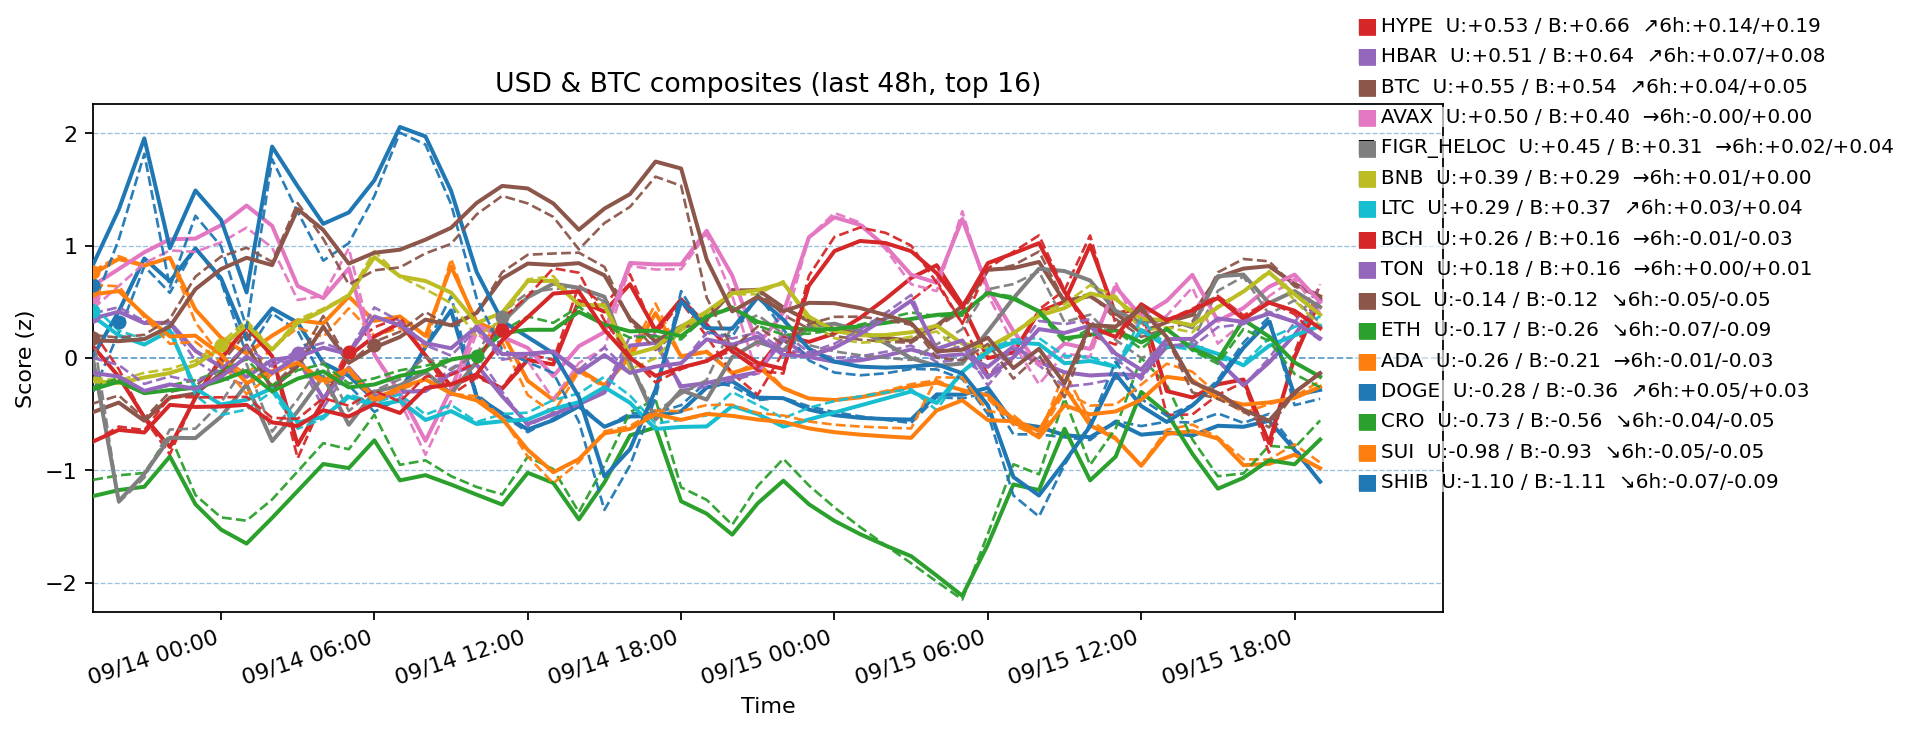 HYPE U:+0.53 / B:+0.66 ↗6h:+0.14/+0.19
HBAR U:+0.51 / B:+0.64 ↗6h:+0.07/+0.08
USD & BTC composites (last 48h, top 16)
BTC U:+0.55 / B:+0.54 ↗6h:+0.04/+0.05
AVAX U:+0.50 / B:+0.40 →6h:-0.00/+0.00
FIGR_HELOC U:+0.45 / B:+0.31 →6h:+0.02/+0.04
BNB U:+0.39 / B:+0.29 →6h:+0.01/+0.00
LTC U:+0.29 / B:+0.37 ↗6h:+0.03/+0.04
BCH U:+0.26 / B:+0.16 →6h:-0.01/-0.03
TON U:+0.18 / B:+0.16 →6h:+0.00/+0.01
SOL U:-0.14 / B:-0.12 ↘6h:-0.05/-0.05
ETH U:-0.17 / B:-0.26 ↘6h:-0.07/-0.09
ADA U:-0.26 / B:-0.21 →6h:-0.01/-0.03
DOGE U:-0.28 / B:-0.36 ↗6h:+0.05/+0.03
CRO U:-0.73 / B:-0.56 ↘6h:-0.04/-0.05
SUI U:-0.98 / B:-0.93 ↘6h:-0.05/-0.05
SHIB U:-1.10 / B:-1.11 ↘6h:-0.07/-0.09
Score (z)
2
1
0
−1
−2
09/14 00:00
09/14 06:00
09/14 12:00
09/14 18:00
09/15 00:00
09/15 06:00
09/15 12:00
09/15 18:00
Time